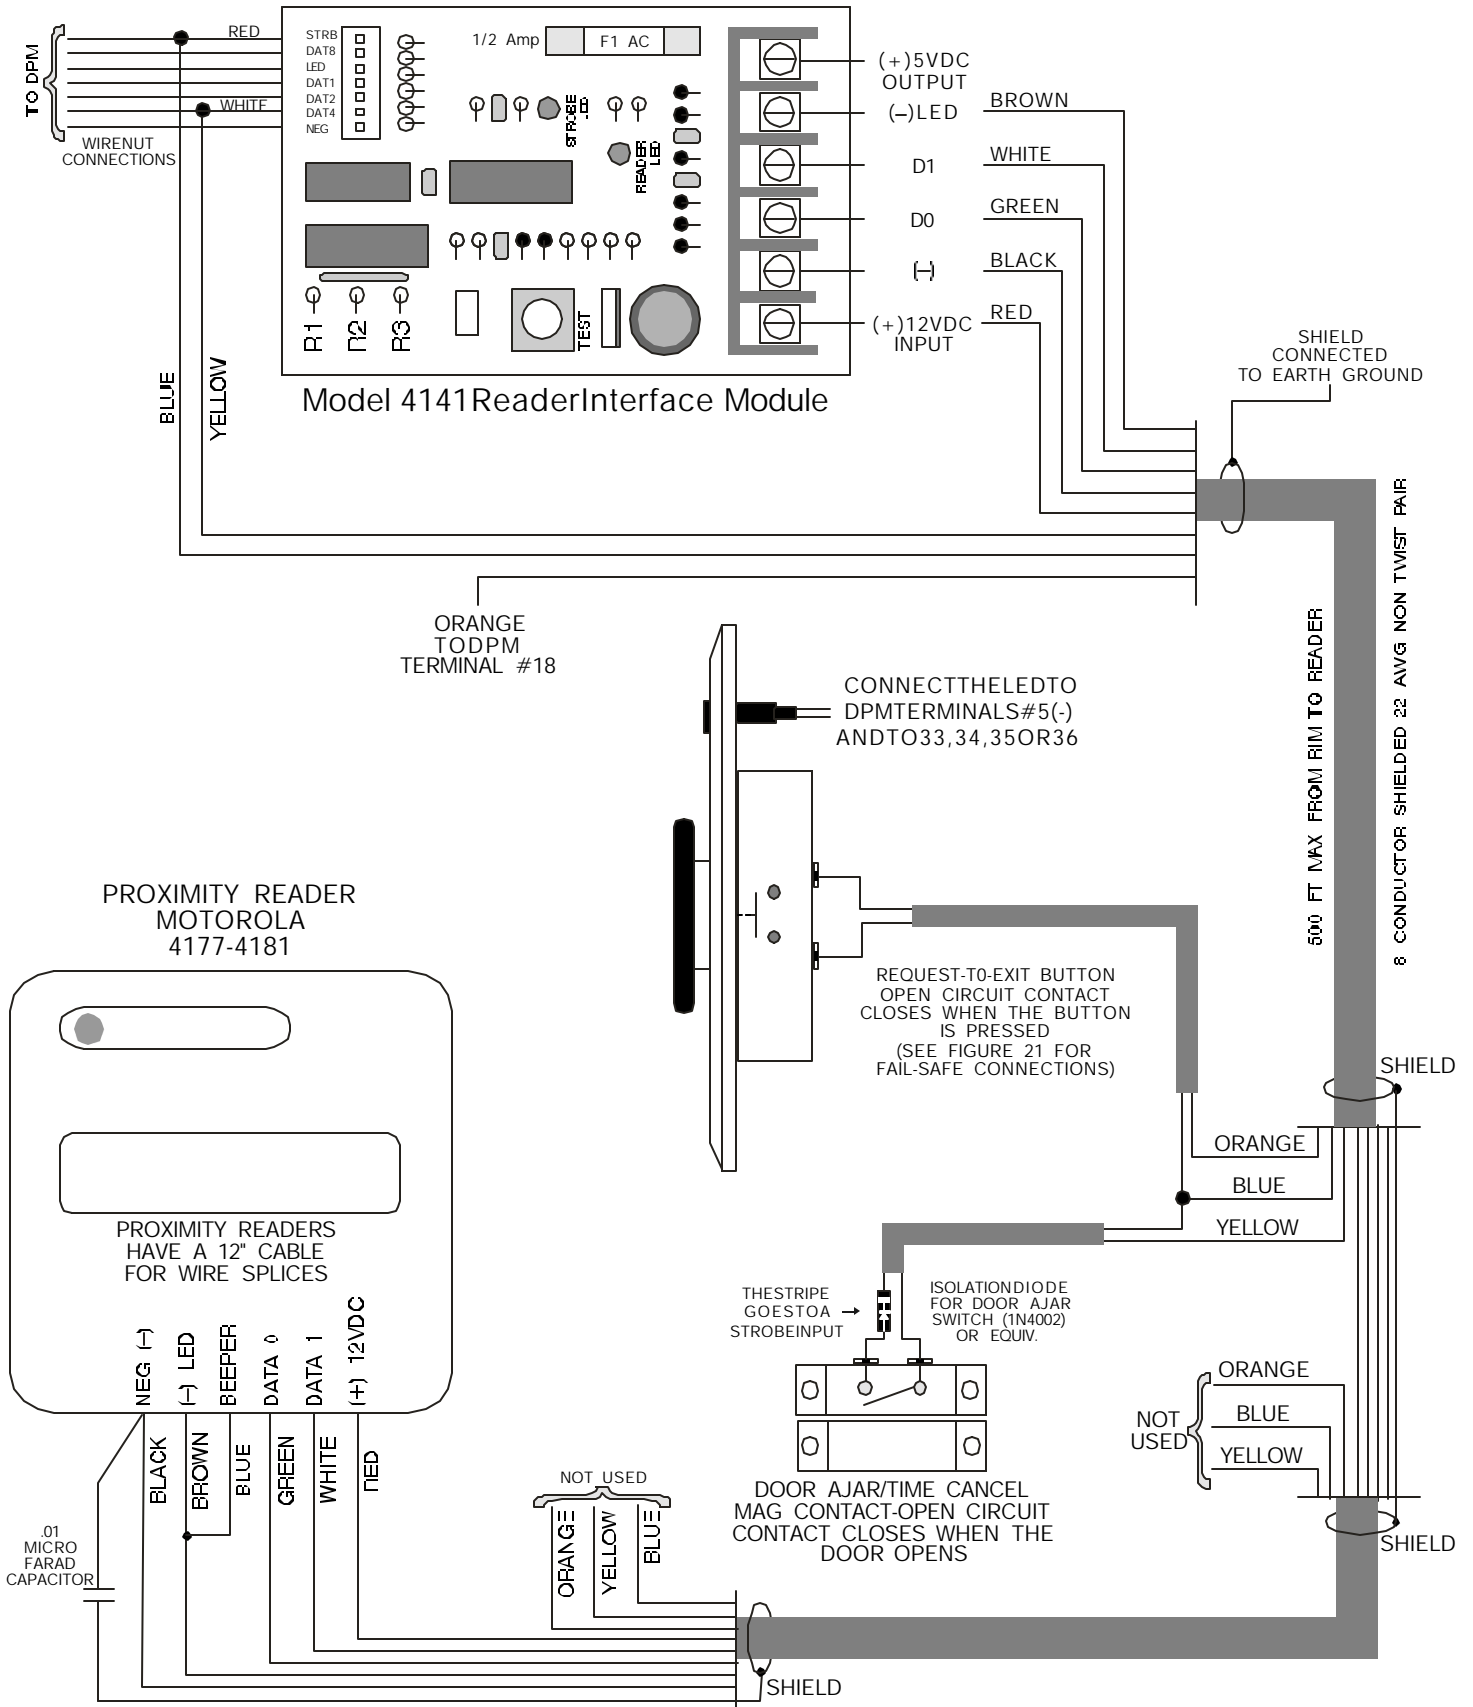 TO DPM
RED
WHITE
WIRENUT
CONNECTIONS
STRB
DAT8
LED
DAT1
DAT2
DAT4
NEG
1/2 Amp
F1 AC
STROBE
LED
READER
LED
R1
R2
R3
TEST
(+)5VDC
OUTPUT
(–)LED
D1
D0
(–)
(+)12VDC
INPUT
BROWN
WHITE
GREEN
BLACK
RED
Model 4141ReaderInterface Module
BLUE
YELLOW
SHIELD
CONNECTED
TO EARTH GROUND
ORANGE
TODPM
TERMINAL #18
CONNECTTHELEDTO
DPMTERMINALS#5(-)
ANDTO33,34,35OR36
500 FT MAX FROM RIM TO READER
8 CONDUCTOR SHIELDED 22 AWG NON TWIST PAIR
REQUEST-T0-EXIT BUTTON
OPEN CIRCUIT CONTACT
CLOSES WHEN THE BUTTON
IS PRESSED
(SEE FIGURE 21 FOR
FAIL-SAFE CONNECTIONS)
PROXIMITY READER
MOTOROLA
4177-4181
SHIELD
ORANGE
BLUE
YELLOW
PROXIMITY READERS
HAVE A 12" CABLE
FOR WIRE SPLICES
NEG (–)
(–) LED
BEEPER
DATA 0
DATA 1
(+) 12VDC
THESTRIPE
GOESTOA
STROBEINPUT
ISOLATIONDIODE
FOR DOOR AJAR
SWITCH (1N4002)
OR EQUIV.
DOOR AJAR/TIME CANCEL
MAG CONTACT-OPEN CIRCUIT
CONTACT CLOSES WHEN THE
DOOR OPENS
NOT
USED
ORANGE
BLUE
YELLOW
SHIELD
BLACK
BROWN
BLUE
GREEN
WHITE
RED
NOT USED
ORANGE
YELLOW
BLUE
.01
MICRO
FARAD
CAPACITOR
SHIELD